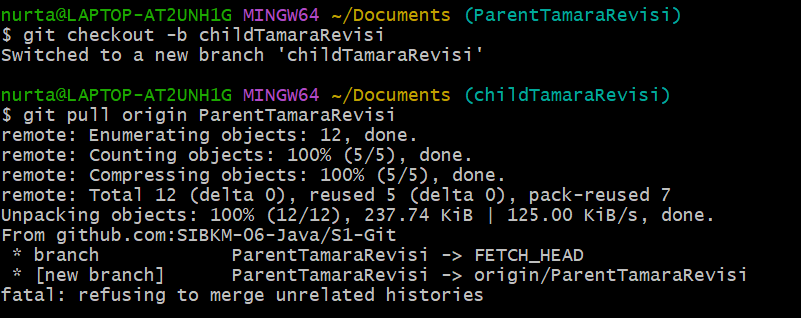 nurta@LAPTOP-AT2UNH1G MINGW64 ~/Documents (ParentTamaraRevisi)
$ git checkout -b childTamaraRevisi
Switched to a new branch 'childTamaraRevisi'

nurta@LAPTOP-AT2UNH1G MINGW64 ~/Documents (childTamaraRevisi)
$ git pull origin ParentTamaraRevisi
remote: Enumerating objects: 12, done.
remote: Counting objects: 100% (5/5), done.
remote: Compressing objects: 100% (5/5), done.
remote: Total 12 (delta 0), reused 5 (delta 0), pack-reused 7
Unpacking objects: 100% (12/12), 237.74 KiB | 125.00 KiB/s, done.
From github.com:SIBKM-06-Java/S1-Git
 * branch            ParentTamaraRevisi -> FETCH_HEAD
 * [new branch]      ParentTamaraRevisi -> origin/ParentTamaraRevisi
fatal: refusing to merge unrelated histories